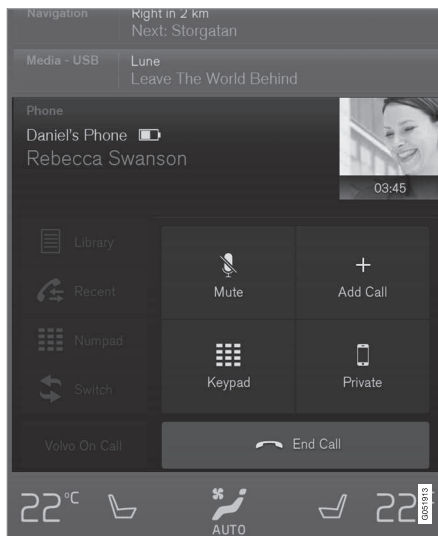 Navigation
Right in 2 km
Next: Storgatan
Media - USB
Lune
Leave The World Behind
Phone
Daniel's Phone
Rebecca Swanson
03:45
Library
Recent
Numpad
Switch
Volvo On Call
Mute
Add Call
Keypad
Private
End Call
22°C
AUTO
22
G051913